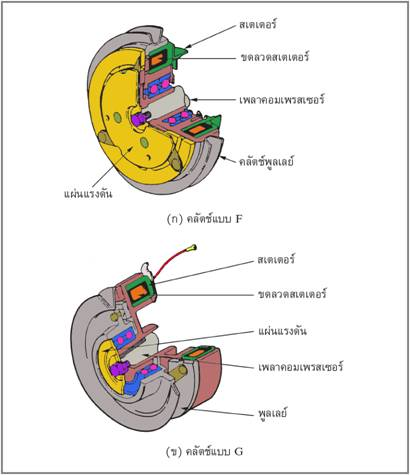 สเตเตอร์
ขดลวดสเตเตอร์
เพลาคอมเพรสเซอร์
คลัตช์พูลเลย์
แผ่นแรงดัน
(ก) คลัตช์แบบ F
สเตเตอร์
ขดลวดสเตเตอร์
แผ่นแรงดัน
เพลาคอมเพรสเซอร์
พูลเลย์
(ข) คลัตช์แบบ G